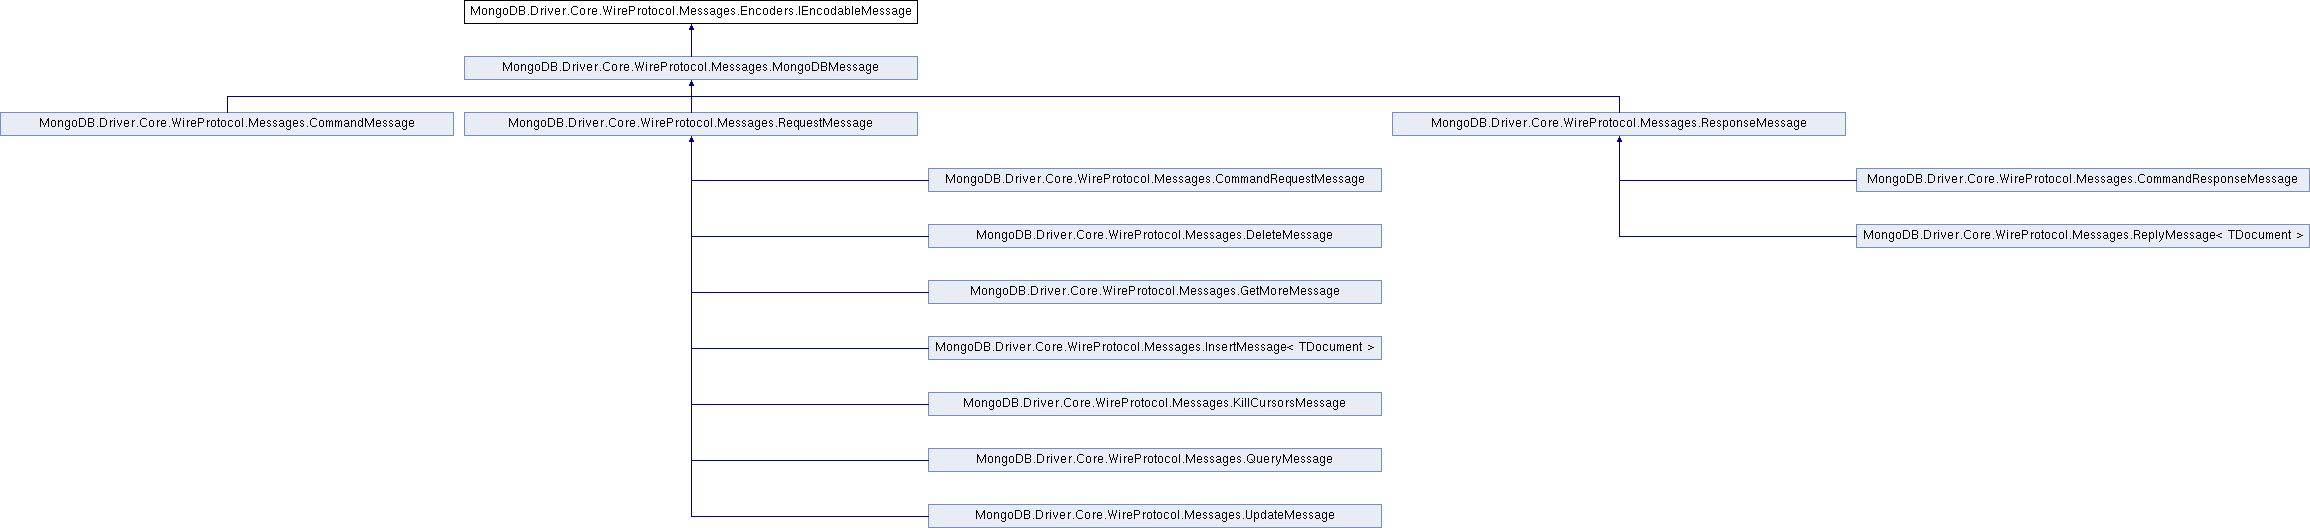 MongoDB.Driver.Core.WireProtocol.Messages.Encoders.IEncodableMessage
MongoDB.Driver.Core.WireProtocol.Messages.MongoDBMessage
MongoDB.Driver.Core.WireProtocol.Messages.CommandMessage
MongoDB.Driver.Core.WireProtocol.Messages.RequestMessage
MongoDB.Driver.Core.WireProtocol.Messages.ResponseMessage
MongoDB.Driver.Core.WireProtocol.Messages.CommandRequestMessage
MongoDB.Driver.Core.WireProtocol.Messages.CommandResponseMessage
MongoDB.Driver.Core.WireProtocol.Messages.DeleteMessage
MongoDB.Driver.Core.WireProtocol.Messages.ReplyMessage< TDocument >
MongoDB.Driver.Core.WireProtocol.Messages.GetMoreMessage
MongoDB.Driver.Core.WireProtocol.Messages.InsertMessage< TDocument >
MongoDB.Driver.Core.WireProtocol.Messages.KillCursorsMessage
MongoDB.Driver.Core.WireProtocol.Messages.QueryMessage
MongoDB.Driver.Core.WireProtocol.Messages.UpdateMessage